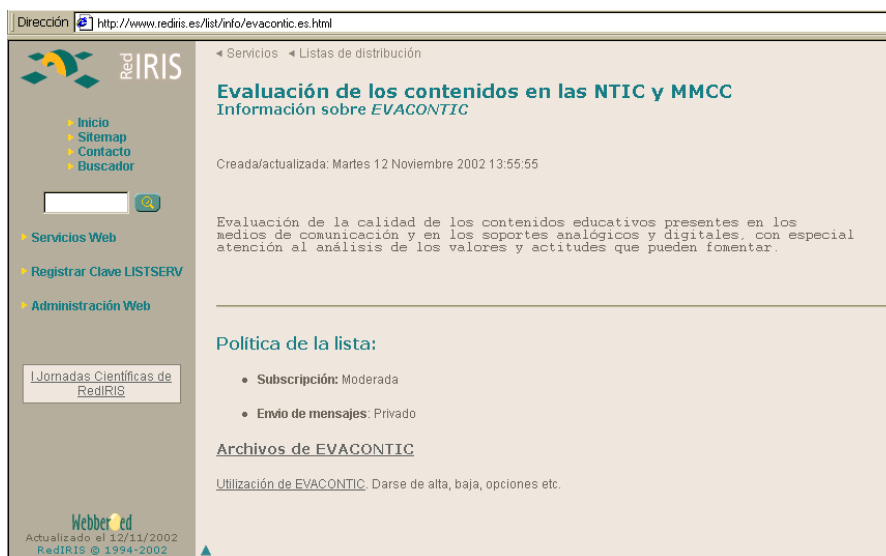 Dirección http://www.rediris.es/list/info/evacontic.es.html
Red IRIS
Inicio
Sitemap
Contacto
Buscador
Servicios Web
Registrar Clave LISTSERV
Administración Web
I Jornadas Científicas de
RedIRIS
Webbered
Actualizado el 12/11/2002
RedIRIS © 1994-2002
Servicios Listas de distribución
Evaluación de los contenidos en las NTIC y MMCC
Información sobre EVACONTIC
Creada/actualizada: Martes 12 Noviembre 2002 13:55:55
Evaluación de la calidad de los contenidos educativos presentes en los
medios de comunicación y en los soportes analógicos y digitales, con especial
atención al análisis de los valores y actitudes que pueden fomentar.
Política de la lista:
• Subscripción: Moderada
• Envio de mensajes: Privado
Archivos de EVACONTIC
Utilización de EVACONTIC. Darse de alta, baja, opciones etc.